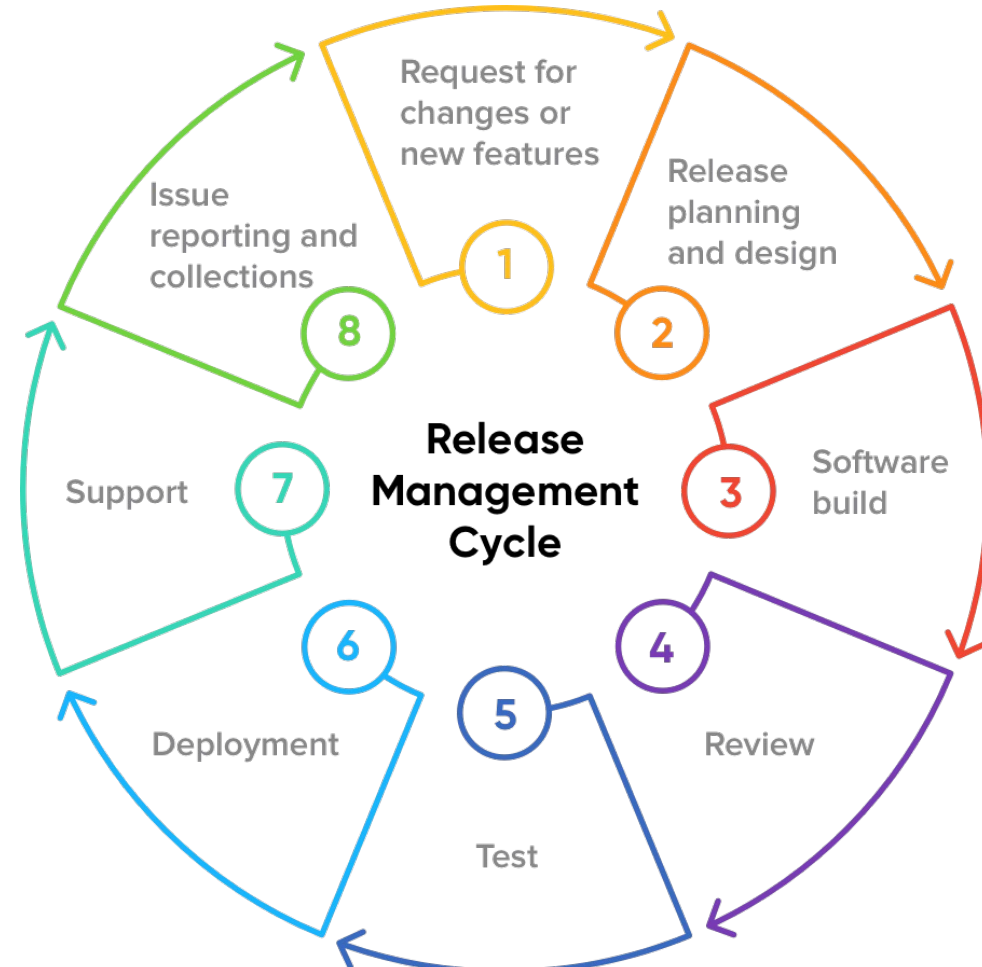 Request for
changes or
new features
1
Release
planning
and design
2
Software
build
3
Review
4
Test
5
Deployment
6
Support
7
Issue
reporting and
collections
8
Release
Management
Cycle